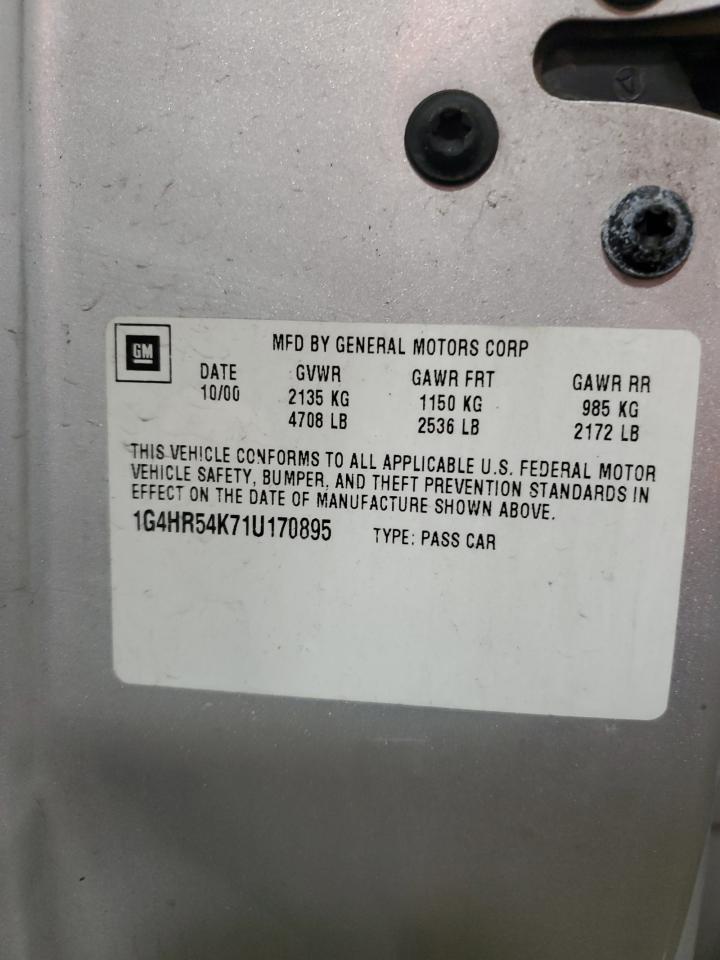 GM
MFD BY GENERAL MOTORS CORP
DATE GVWR GAWR FRT GAWR RR
10/00 2135 KG 1150 KG 985 KG
4708 LB 2536 LB 2172 LB
THIS VEHICLE CONFORMS TO ALL APPLICABLE U.S. FEDERAL MOTOR
VEHICLE SAFETY, BUMPER, AND THEFT PREVENTION STANDARDS IN
EFFECT ON THE DATE OF MANUFACTURE SHOWN ABOVE.
1G4HR54K71U170895 TYPE: PASS CAR